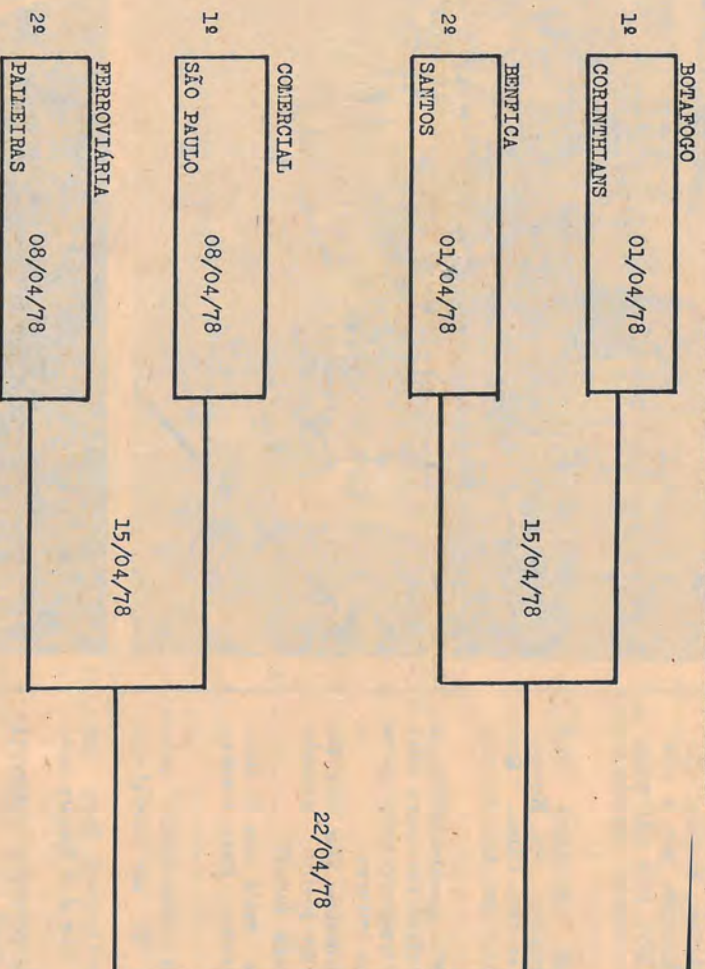 BOTAFOGO
1º
01/04/78
CORINTHIANS
15/04/78
BENFICA
2º
01/04/78
SANTOS
22/04/78
COMERCIAL
1º
08/04/78
SÃO PAULO
15/04/78
FERROVIÁRIA
2º
08/04/78
PALMEIRAS